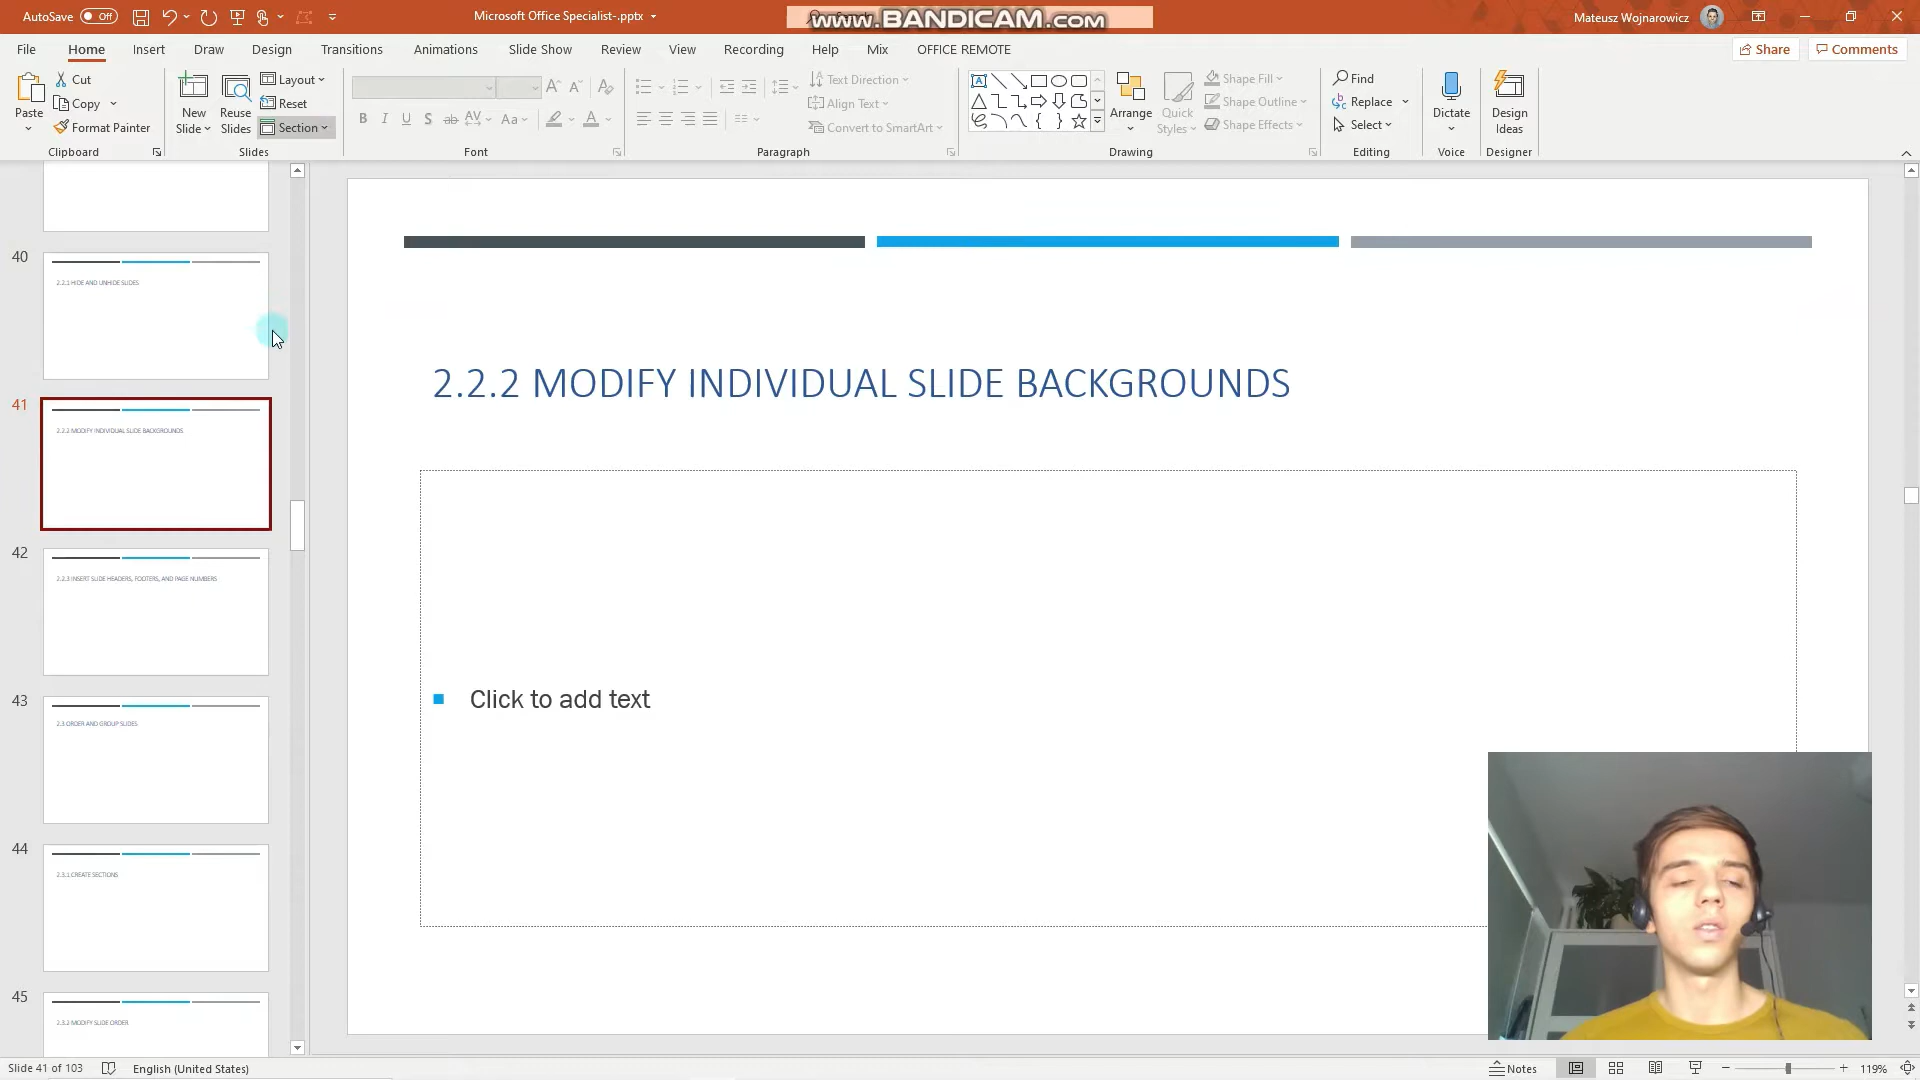 AutoSave Off
Microsoft Office Specialist-.pptx
www.BANDICAM.com
Mateusz Wojnarowicz
File Home Insert Draw Design Transitions Animations Slide Show Review View Recording Help Mix OFFICE REMOTE
Share Comments
Paste
Cut
Copy
Format Painter
Clipboard
New Slide
Reuse Slides
Layout
Reset
Section
Slides
Font
Text Direction
Align Text
Convert to SmartArt
Paragraph
Arrange
Quick Styles
Shape Fill
Shape Outline
Shape Effects
Drawing
Find
Replace
Select
Editing
Dictate
Voice
Design Ideas
Designer
40
2.2.1 HIDE AND UNHIDE SLIDES
41
2.2.2 MODIFY INDIVIDUAL SLIDE BACKGROUNDS
42
2.2.3 INSERT SLIDE HEADERS, FOOTERS, AND PAGE NUMBERS
43
2.3 ORDER AND GROUP SLIDES
44
2.3.1 CREATE SECTIONS
45
2.3.2 MODIFY SLIDE ORDER
2.2.2 MODIFY INDIVIDUAL SLIDE BACKGROUNDS
Click to add text
Slide 41 of 103
English (United States)
Notes
119%